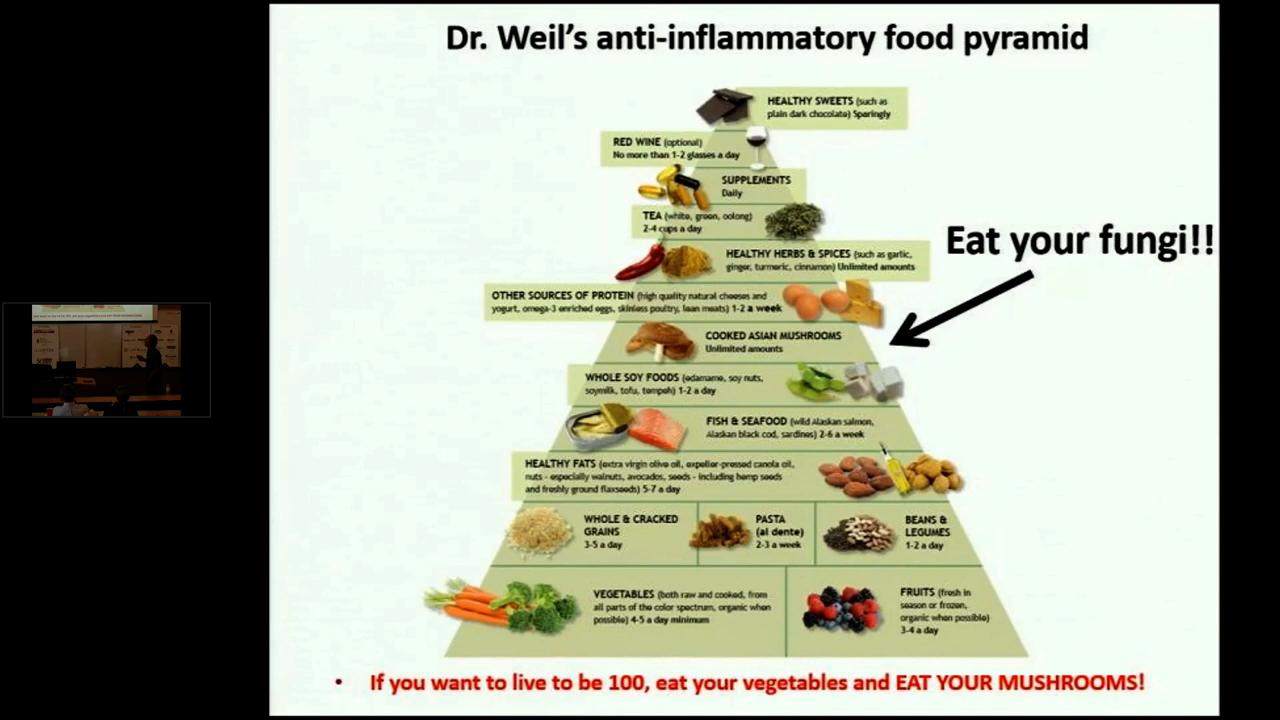 Dr. Weil's anti-inflammatory food pyramid
HEALTHY SWEETS (such as
plain dark chocolate) Sparingly
RED WINE (optional)
No more than 1-2 glasses a day
SUPPLEMENTS
Daily
TEA (white, green, oolong)
2-4 cups a day
Eat your fungi!!
HEALTHY HERBS & SPICES (such as garlic,
ginger, turmeric, cinnamon) Unlimited amounts
OTHER SOURCES OF PROTEIN (high quality natural cheeses and
yogurt, omega-3 enriched eggs, skinless poultry, lean meats) 1-2 a week
COOKED ASIAN MUSHROOMS
Unlimited amounts
WHOLE SOY FOODS (edamame, soy nuts,
soymilk, tofu, tempeh) 1-2 a day
FISH & SEAFOOD (wild Alaskan salmon,
Alaskan black cod, sardines) 2-6 a week
HEALTHY FATS (extra virgin olive oil, expeller-pressed canola oil,
nuts - especially walnuts, avocados, seeds - including hemp seeds
and freshly ground flaxseeds) 5-7 a day
WHOLE & CRACKED
GRAINS
3-5 a day
PASTA
(al dente)
2-3 a week
BEANS &
LEGUMES
1-2 a day
VEGETABLES (both raw and cooked, from
all parts of the color spectrum, organic when
possible) 4-5 a day minimum
FRUITS (fresh in
season or frozen,
organic when possible)
3-4 a day
• If you want to live to be 100, eat your vegetables and EAT YOUR MUSHROOMS!